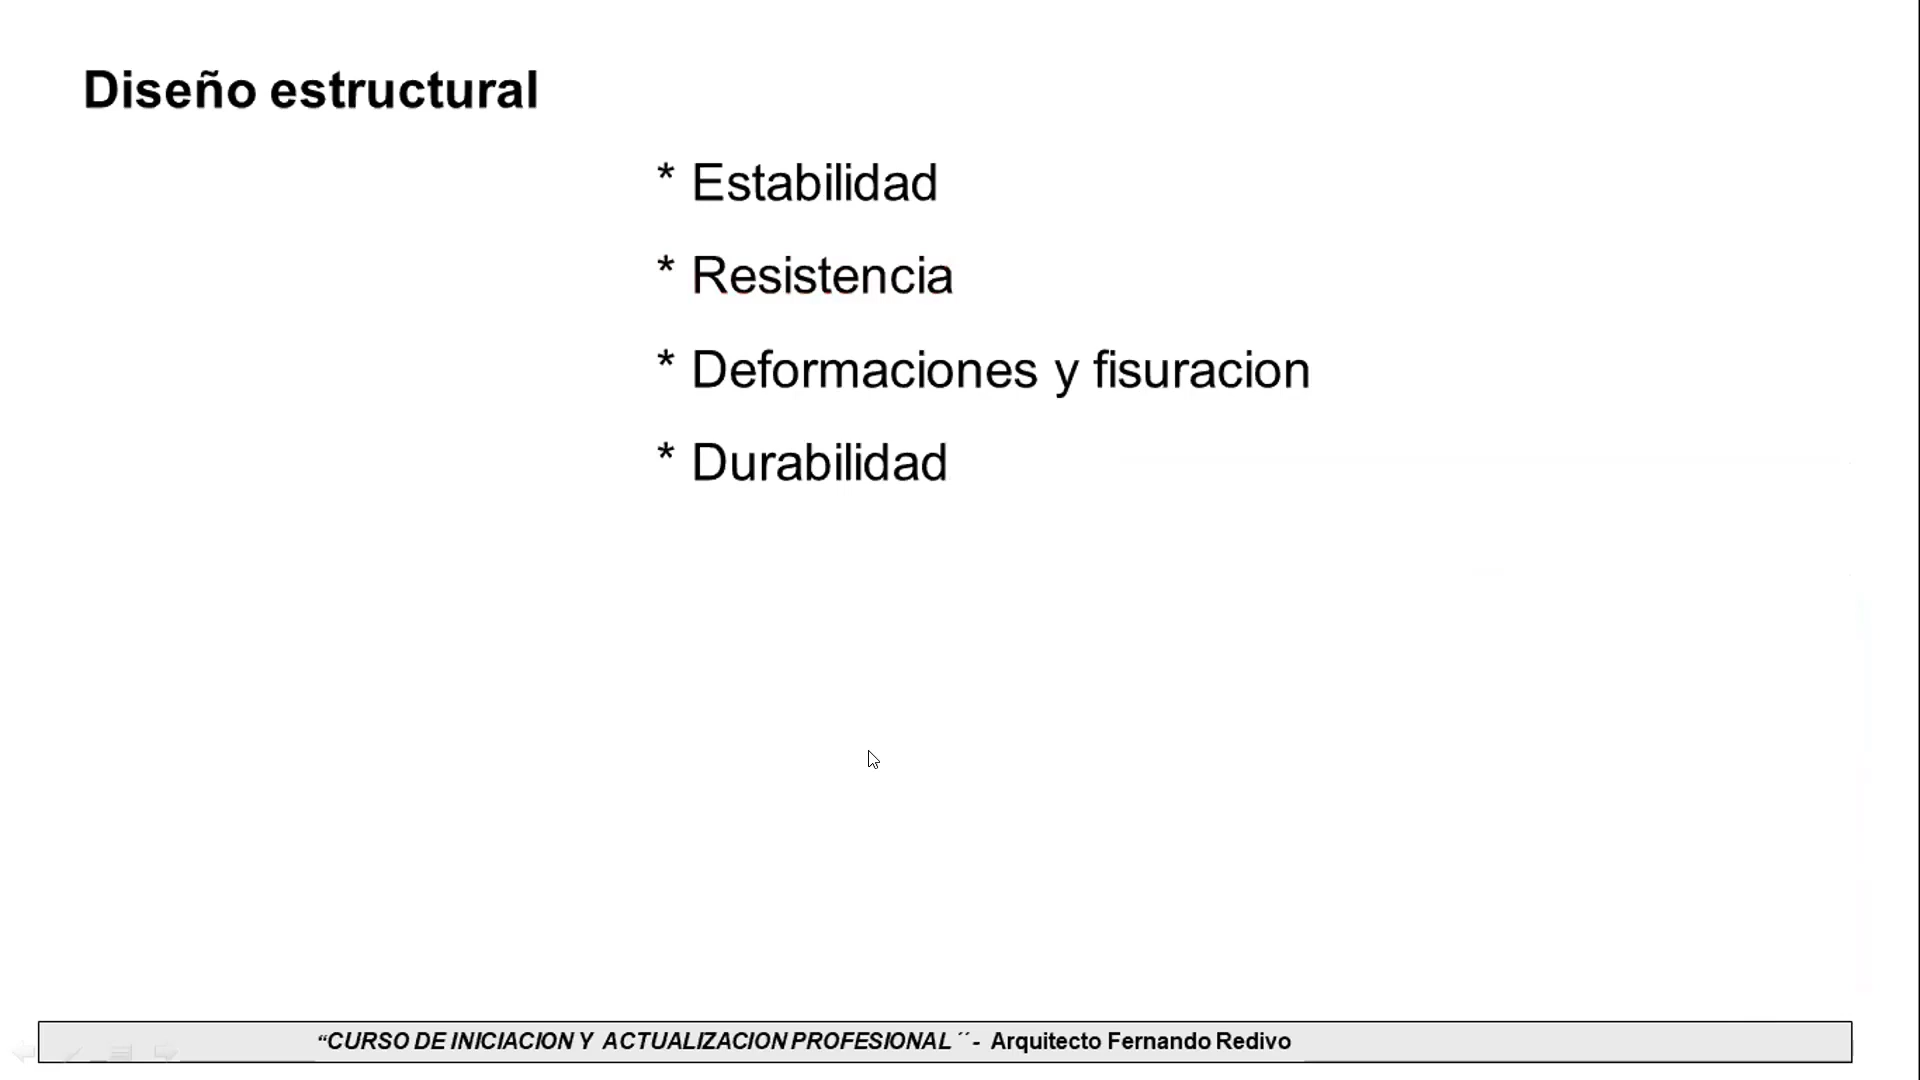 Diseño estructural
* Estabilidad
* Resistencia
* Deformaciones y fisuracion
* Durabilidad
“CURSO DE INICIACION Y ACTUALIZACION PROFESIONAL ´´- Arquitecto Fernando Redivo